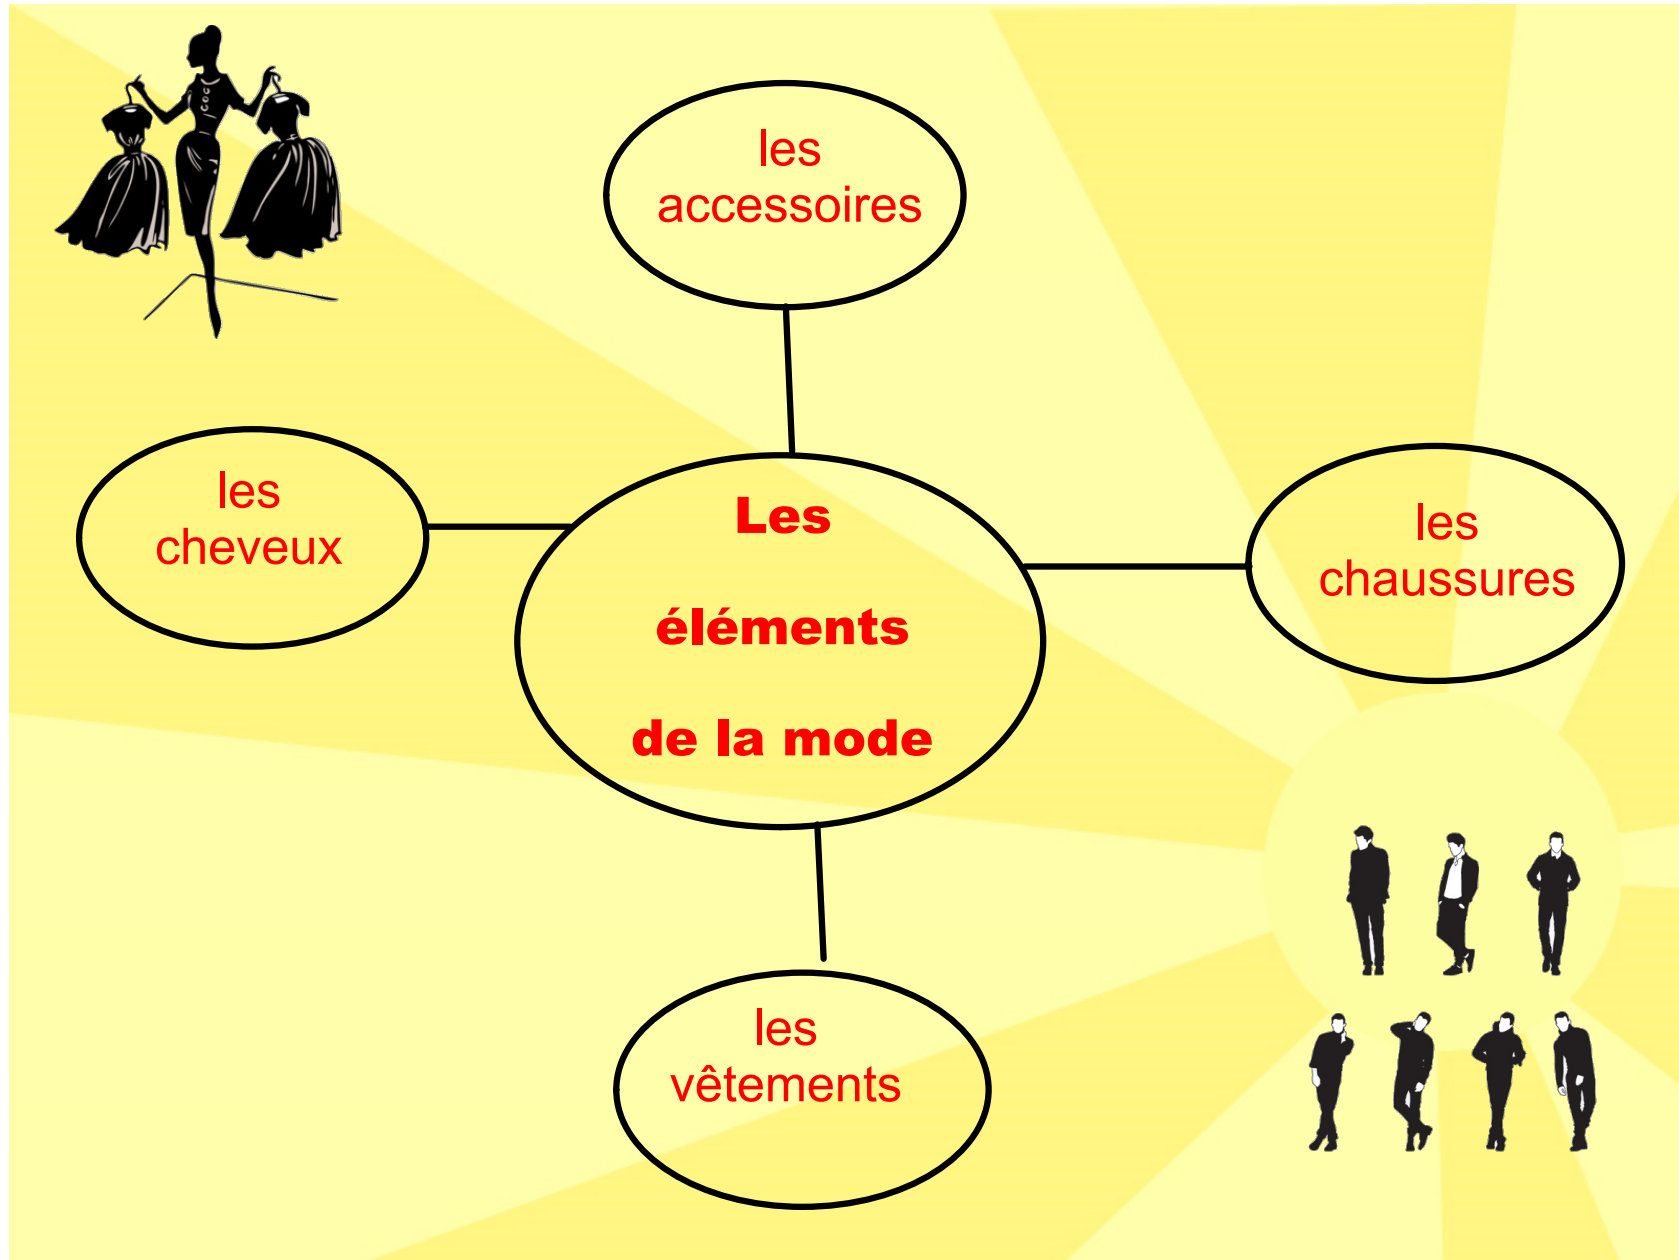 les
accessoires
les
cheveux
Les
éléments
de la mode
les
chaussures
les
vêtements